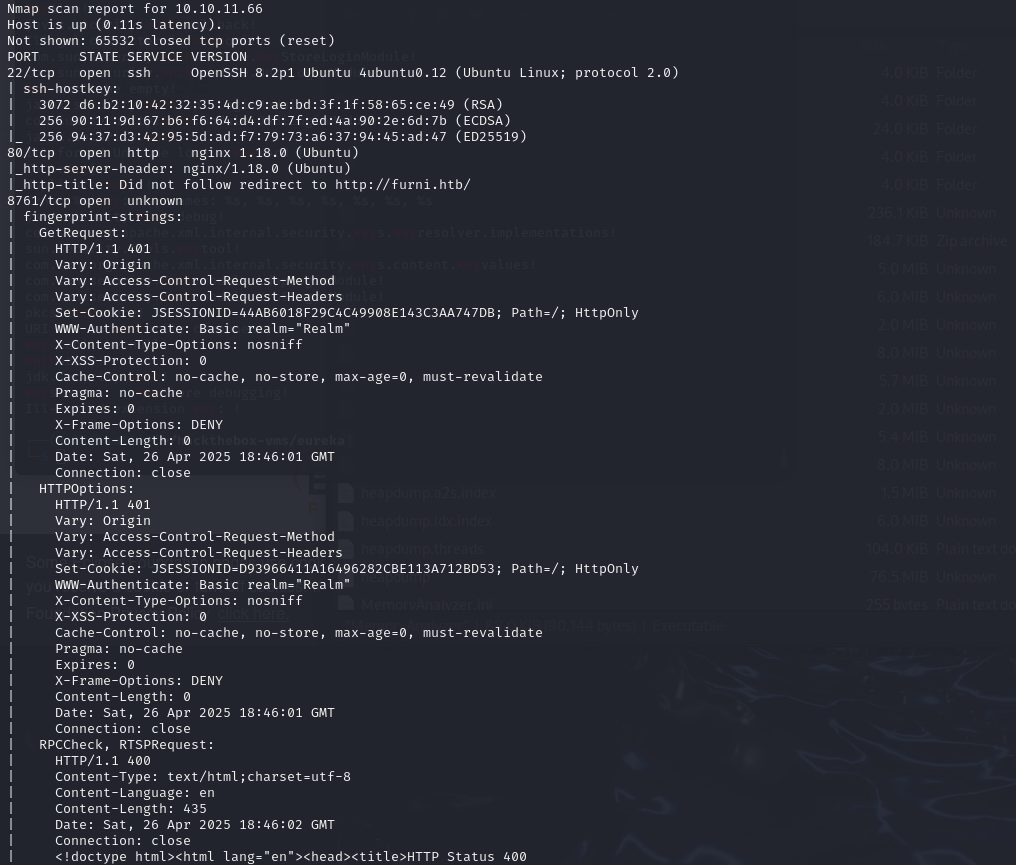 Nmap scan report for 10.10.11.66
Host is up (0.11s latency).
Not shown: 65532 closed tcp ports (reset)
PORT     STATE SERVICE VERSION
22/tcp   open  ssh     OpenSSH 8.2p1 Ubuntu 4ubuntu0.12 (Ubuntu Linux; protocol 2.0)
| ssh-hostkey:
|   3072 d6:b2:10:42:32:35:4d:c9:ae:bd:3f:1f:58:65:ce:49 (RSA)
|   256 90:11:9d:67:b6:f6:64:d4:df:7f:ed:4a:90:2e:6d:7b (ECDSA)
|_  256 94:37:d3:42:95:5d:ad:f7:79:73:a6:37:94:45:ad:47 (ED25519)
80/tcp   open  http    nginx 1.18.0 (Ubuntu)
|_http-server-header: nginx/1.18.0 (Ubuntu)
|_http-title: Did not follow redirect to http://furni.htb/
8761/tcp open  unknown
| fingerprint-strings:
|   GetRequest:
|     HTTP/1.1 401
|     Vary: Origin
|     Vary: Access-Control-Request-Method
|     Vary: Access-Control-Request-Headers
|     Set-Cookie: JSESSIONID=44AB6018F29C4C49908E143C3AA747DB; Path=/; HttpOnly
|     WWW-Authenticate: Basic realm="Realm"
|     X-Content-Type-Options: nosniff
|     X-XSS-Protection: 0
|     Cache-Control: no-cache, no-store, max-age=0, must-revalidate
|     Pragma: no-cache
|     Expires: 0
|     X-Frame-Options: DENY
|     Content-Length: 0
|     Date: Sat, 26 Apr 2025 18:46:01 GMT
|     Connection: close
|   HTTPOptions:
|     HTTP/1.1 401
|     Vary: Origin
|     Vary: Access-Control-Request-Method
|     Vary: Access-Control-Request-Headers
|     Set-Cookie: JSESSIONID=D93966411A16496282CBE113A712BD53; Path=/; HttpOnly
|     WWW-Authenticate: Basic realm="Realm"
|     X-Content-Type-Options: nosniff
|     X-XSS-Protection: 0
|     Cache-Control: no-cache, no-store, max-age=0, must-revalidate
|     Pragma: no-cache
|     Expires: 0
|     X-Frame-Options: DENY
|     Content-Length: 0
|     Date: Sat, 26 Apr 2025 18:46:01 GMT
|     Connection: close
|   RPCCheck, RTSPRequest:
|     HTTP/1.1 400
|     Content-Type: text/html;charset=utf-8
|     Content-Language: en
|     Content-Length: 435
|     Date: Sat, 26 Apr 2025 18:46:02 GMT
|     Connection: close
|     <!doctype html><html lang="en"><head><title>HTTP Status 400